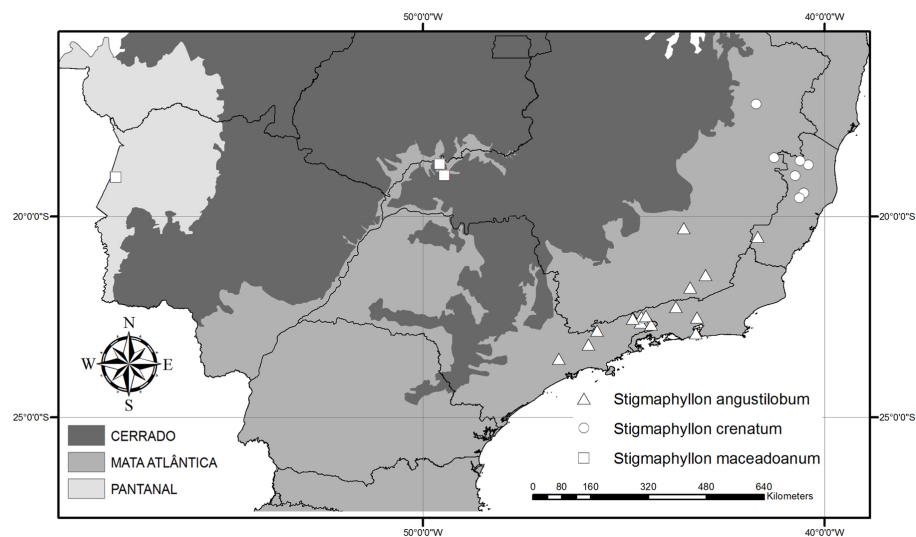 50°0'0"W 40°0'0"W
20°0'0"S 20°0'0"S
25°0'0"S 25°0'0"S
N
W E
S
CERRADO
MATA ATLÂNTICA
PANTANAL
Stigmaphyllon angustilobum
Stigmaphyllon crenatum
Stigmaphyllon maceadoanum
0 80 160 320 480 640
Kilometers
50°0'0"W 40°0'0"W